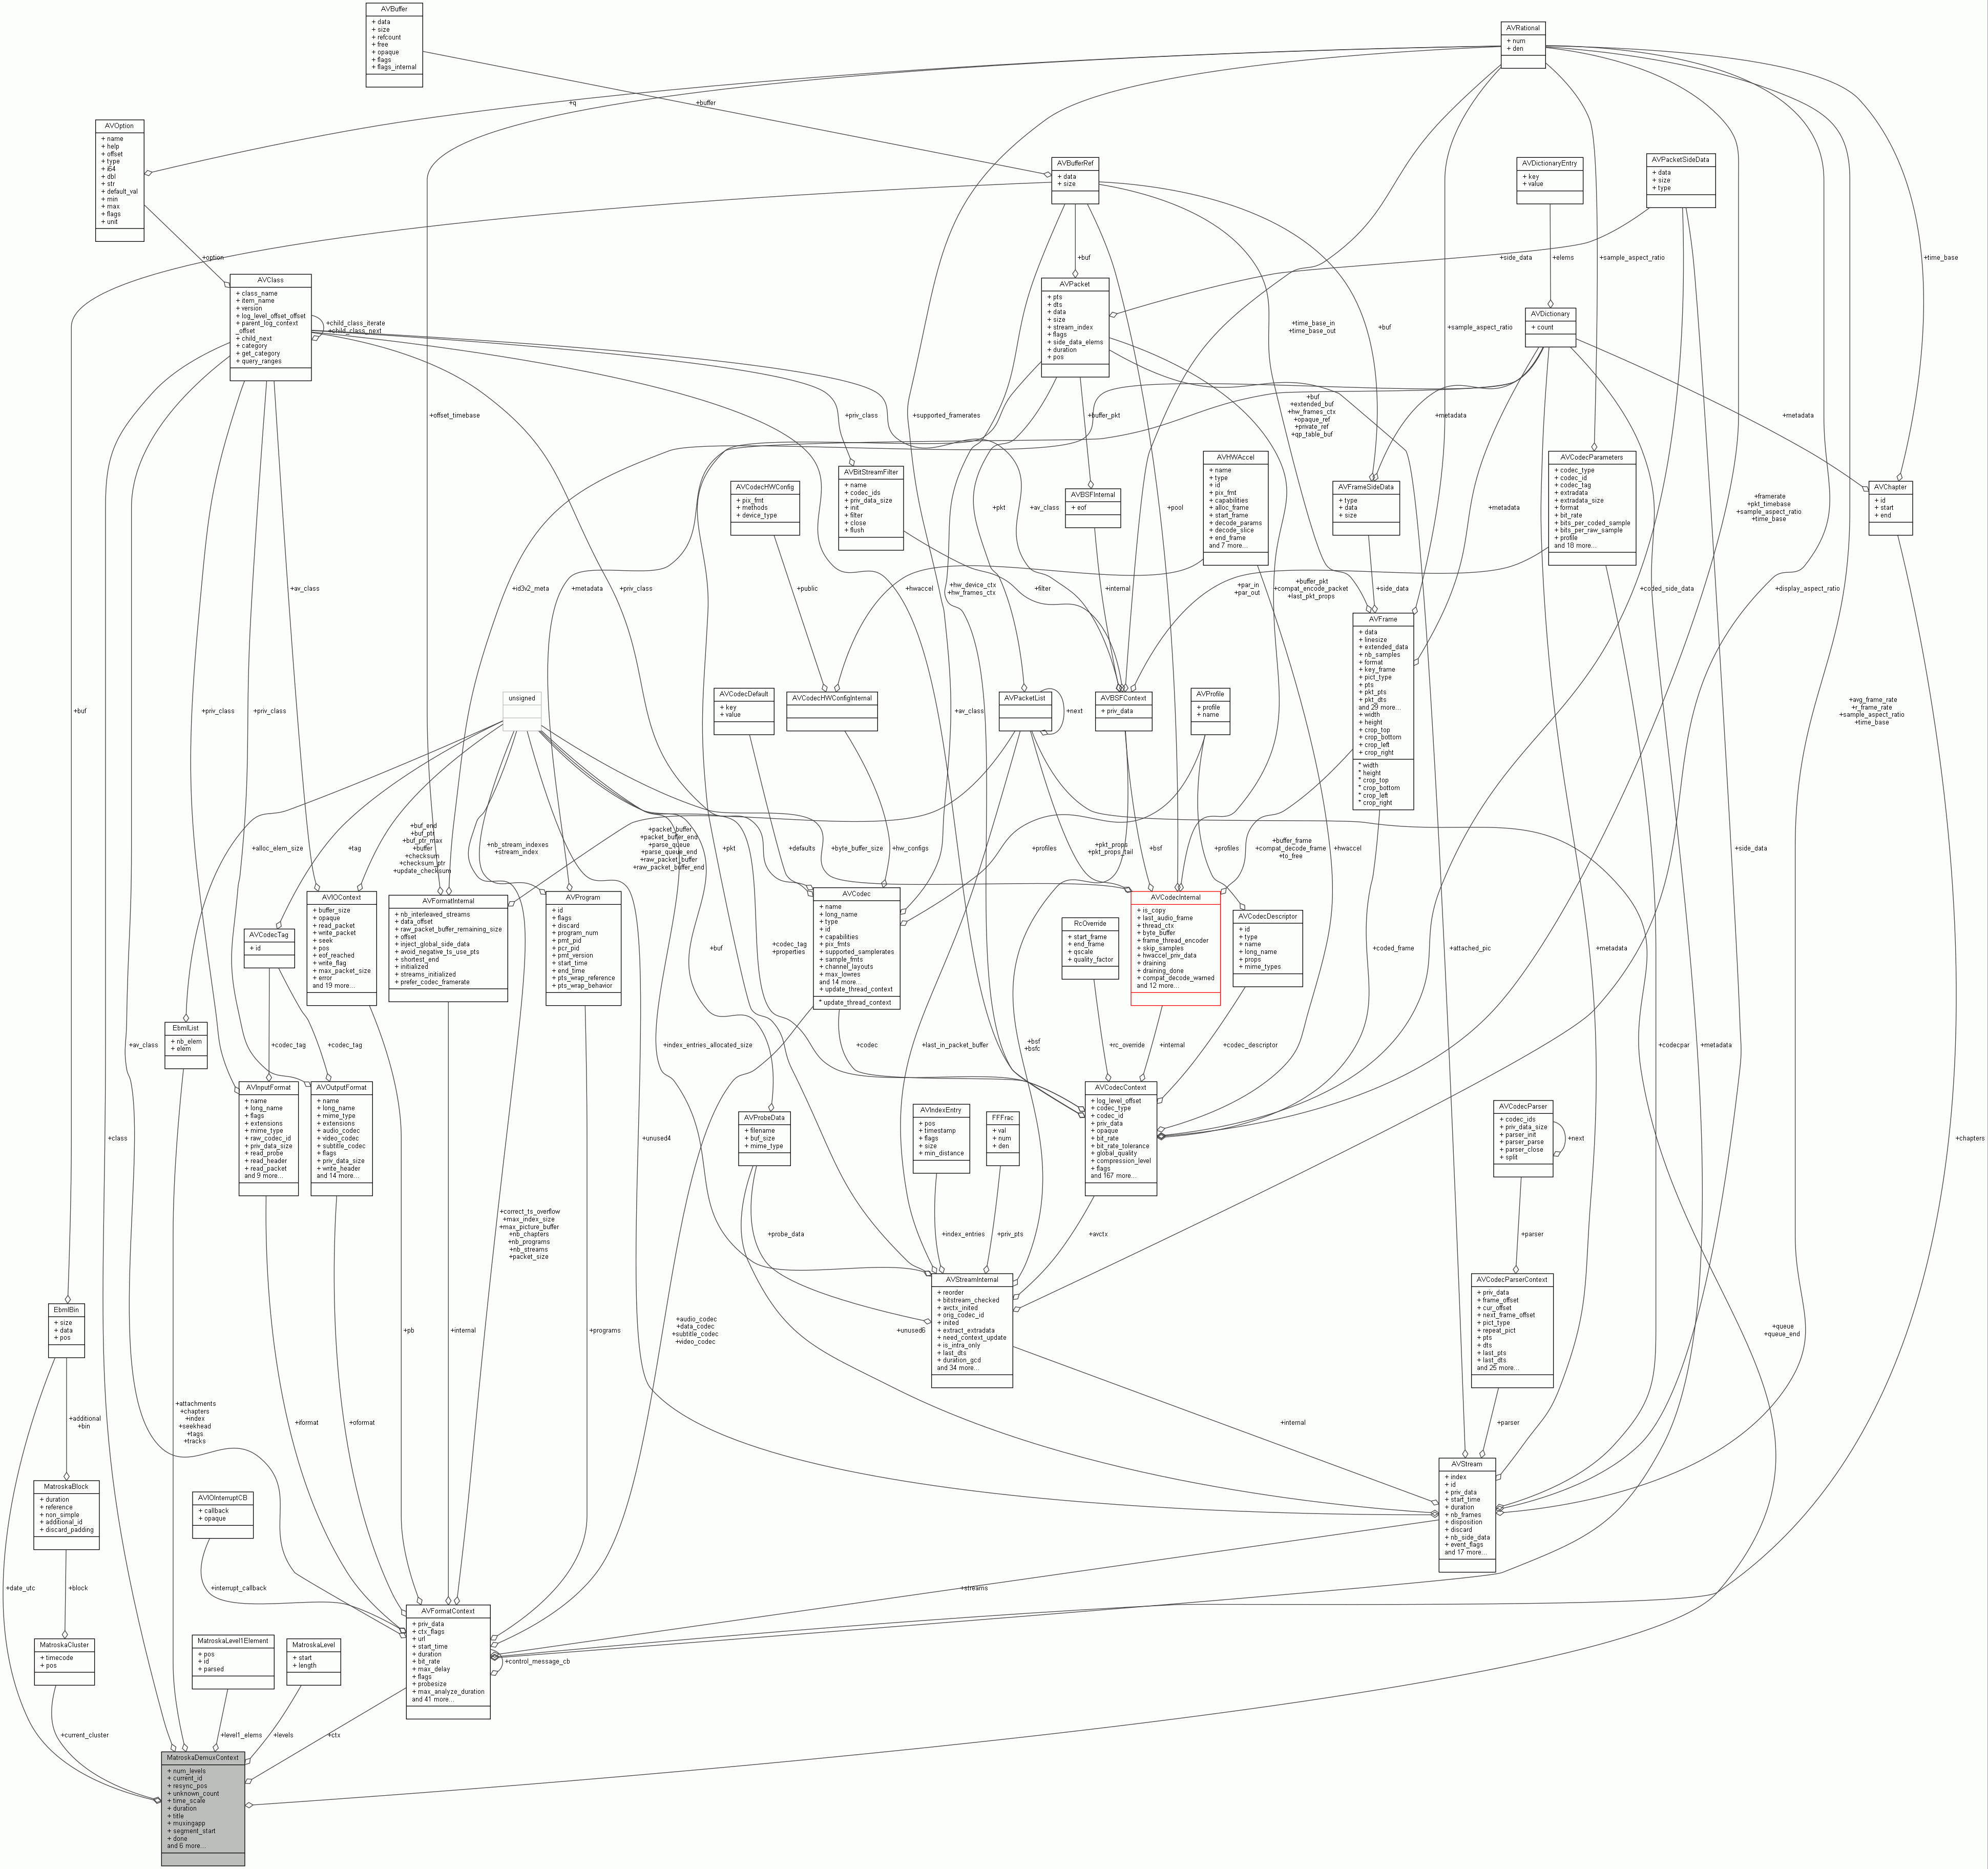 AVBuffer
+ data
+ size
+ refcount
+ free
+ opaque
+ flags
+ flags_internal
AVRational
+ num
+ den
+q
+buffer
AVOption
+ name
+ help
+ offset
+ type
+ i64
+ dbl
+ str
+ default_val
+ min
+ max
+ flags
+ unit
AVBufferRef
+ data
+ size
AVDictionaryEntry
+ key
+ value
AVPacketSideData
+ data
+ size
+ type
+option
+buf
+side_data
+elems
+sample_aspect_ratio
+time_base
AVClass
+ class_name
+ item_name
+ version
+ log_level_offset_offset
+ parent_log_context
_offset
+ child_next
+ category
+ get_category
+ query_ranges
+child_class_iterate
+child_class_next
AVPacket
+ pts
+ dts
+ data
+ size
+ stream_index
+ flags
+ side_data_elems
+ duration
+ pos
+time_base_in
+time_base_out
+buf
+sample_aspect_ratio
AVDictionary
+ count
+offset_timebase
+priv_class
+supported_framerates
+buffer_pkt
+buf
+extended_buf
+hw_frames_ctx
+opaque_ref
+private_ref
+qp_table_buf
+metadata
+metadata
AVCodecHWConfig
+ pix_fmt
+ methods
+ device_type
AVBitStreamFilter
+ name
+ codec_ids
+ priv_data_size
+ init
+ filter
+ close
+ flush
+pkt
+av_class
AVBSFInternal
+ eof
+pool
AVHWAccel
+ name
+ type
+ id
+ pix_fmt
+ capabilities
+ alloc_frame
+ start_frame
+ decode_params
+ decode_slice
+ end_frame
and 7 more...
AVFrameSideData
+ type
+ data
+ size
+metadata
AVCodecParameters
+ codec_type
+ codec_id
+ codec_tag
+ extradata
+ extradata_size
+ format
+ bit_rate
+ bits_per_coded_sample
+ bits_per_raw_sample
+ profile
and 18 more...
+framerate
+pkt_timebase
+sample_aspect_ratio
+time_base
AVChapter
+ id
+ start
+ end
+av_class
+id3v2_meta
+metadata
+priv_class
+public
+hwaccel
+hw_device_ctx
+hw_frames_ctx
+filter
+internal
+par_in
+par_out
+buffer_pkt
+compat_encode_packet
+last_pkt_props
+side_data
+coded_side_data
+display_aspect_ratio
AVFrame
+ data
+ linesize
+ extended_data
+ nb_samples
+ format
+ key_frame
+ pict_type
+ pts
+ pkt_pts
+ pkt_dts
and 29 more...
+ width
+ height
+ crop_top
+ crop_bottom
+ crop_left
+ crop_right
* width
* height
* crop_top
* crop_bottom
* crop_left
* crop_right
+buf
+priv_class
+priv_class
unsigned
AVCodecDefault
+ key
+ value
AVCodecHWConfigInternal
+av_class
AVPacketList
+next
AVBSFContext
+ priv_data
AVProfile
+ profile
+ name
+avg_frame_rate
+r_frame_rate
+sample_aspect_ratio
+time_base
+alloc_elem_size
+tag
+buf_end
+buf_ptr
+buf_ptr_max
+buffer
+checksum
+checksum_ptr
+update_checksum
+nb_stream_indexes
+stream_index
+packet_buffer
+packet_buffer_end
+parse_queue
+parse_queue_end
+raw_packet_buffer
+raw_packet_buffer_end
+pkt
+defaults
+byte_buffer_size
+hw_configs
+profiles
+pkt_props
+pkt_props_tail
+bsf
+profiles
+buffer_frame
+compat_decode_frame
+to_free
+hwaccel
+side_data
AVIOContext
+ buffer_size
+ opaque
+ read_packet
+ write_packet
+ seek
+ pos
+ eof_reached
+ write_flag
+ max_packet_size
+ error
and 19 more...
AVFormatInternal
+ nb_interleaved_streams
+ data_offset
+ raw_packet_buffer_remaining_size
+ offset
+ inject_global_side_data
+ avoid_negative_ts_use_pts
+ shortest_end
+ initialized
+ streams_initialized
+ prefer_codec_framerate
AVProgram
+ id
+ flags
+ discard
+ program_num
+ pmt_pid
+ pcr_pid
+ pmt_version
+ start_time
+ end_time
+ pts_wrap_reference
+ pts_wrap_behavior
+buf
+codec_tag
+properties
AVCodec
+ name
+ long_name
+ type
+ id
+ capabilities
+ pix_fmts
+ supported_samplerates
+ sample_fmts
+ channel_layouts
+ max_lowres
and 14 more...
+ update_thread_context
* update_thread_context
RcOverride
+ start_frame
+ end_frame
+ qscale
+ quality_factor
AVCodecInternal
+ is_copy
+ last_audio_frame
+ thread_ctx
+ byte_buffer
+ frame_thread_encoder
+ skip_samples
+ hwaccel_priv_data
+ draining
+ draining_done
+ compat_decode_warned
and 12 more...
AVCodecDescriptor
+ id
+ type
+ name
+ long_name
+ props
+ mime_types
+coded_frame
+attached_pic
+metadata
AVCodecTag
+ id
EbmlList
+ nb_elem
+ elem
+av_class
+codec_tag
+codec_tag
+index_entries_allocated_size
+codec
+last_in_packet_buffer
+bsf
+bsfc
+rc_override
+internal
+codec_descriptor
+codecpar
+metadata
AVInputFormat
+ name
+ long_name
+ flags
+ extensions
+ mime_type
+ raw_codec_id
+ priv_data_size
+ read_probe
+ read_header
+ read_packet
and 9 more...
AVOutputFormat
+ name
+ long_name
+ mime_type
+ extensions
+ audio_codec
+ video_codec
+ subtitle_codec
+ flags
+ priv_data_size
+ write_header
and 14 more...
AVProbeData
+ filename
+ buf_size
+ mime_type
AVIndexEntry
+ pos
+ timestamp
+ flags
+ size
+ min_distance
FFFrac
+ val
+ num
+ den
AVCodecContext
+ log_level_offset
+ codec_type
+ codec_id
+ priv_data
+ opaque
+ bit_rate
+ bit_rate_tolerance
+ global_quality
+ compression_level
+ flags
and 167 more...
AVCodecParser
+ codec_ids
+ priv_data_size
+ parser_init
+ parser_parse
+ parser_close
+ split
+next
+class
+unused4
+chapters
+correct_ts_overflow
+max_index_size
+max_picture_buffer
+nb_chapters
+nb_programs
+nb_streams
+packet_size
+probe_data
+index_entries
+priv_pts
+avctx
+parser
AVStreamInternal
+ reorder
+ bitstream_checked
+ avctx_inited
+ orig_codec_id
+ inited
+ extract_extradata
+ need_context_update
+ is_intra_only
+ last_dts
+ duration_gcd
and 34 more...
AVCodecParserContext
+ priv_data
+ frame_offset
+ cur_offset
+ next_frame_offset
+ pict_type
+ repeat_pict
+ pts
+ dts
+ last_pts
+ last_dts
and 25 more...
EbmlBin
+ size
+ data
+ pos
+pb
+internal
+programs
+audio_codec
+data_codec
+subtitle_codec
+video_codec
+unused6
+queue
+queue_end
+additional
+bin
+attachments
+chapters
+index
+seekhead
+tags
+tracks
+iformat
+oformat
+internal
+parser
MatroskaBlock
+ duration
+ reference
+ non_simple
+ additional_id
+ discard_padding
AVIOInterruptCB
+ callback
+ opaque
AVStream
+ index
+ id
+ priv_data
+ start_time
+ duration
+ nb_frames
+ disposition
+ discard
+ nb_side_data
+ event_flags
and 17 more...
+date_utc
+block
+interrupt_callback
+streams
MatroskaCluster
+ timecode
+ pos
MatroskaLevel1Element
+ pos
+ id
+ parsed
MatroskaLevel
+ start
+ length
AVFormatContext
+ priv_data
+ ctx_flags
+ url
+ start_time
+ duration
+ bit_rate
+ max_delay
+ flags
+ probesize
+ max_analyze_duration
and 41 more...
+control_message_cb
+current_cluster
+level1_elems
+levels
+ctx
MatroskaDemuxContext
+ num_levels
+ current_id
+ resync_pos
+ unknown_count
+ time_scale
+ duration
+ title
+ muxingapp
+ segment_start
+ done
and 6 more...